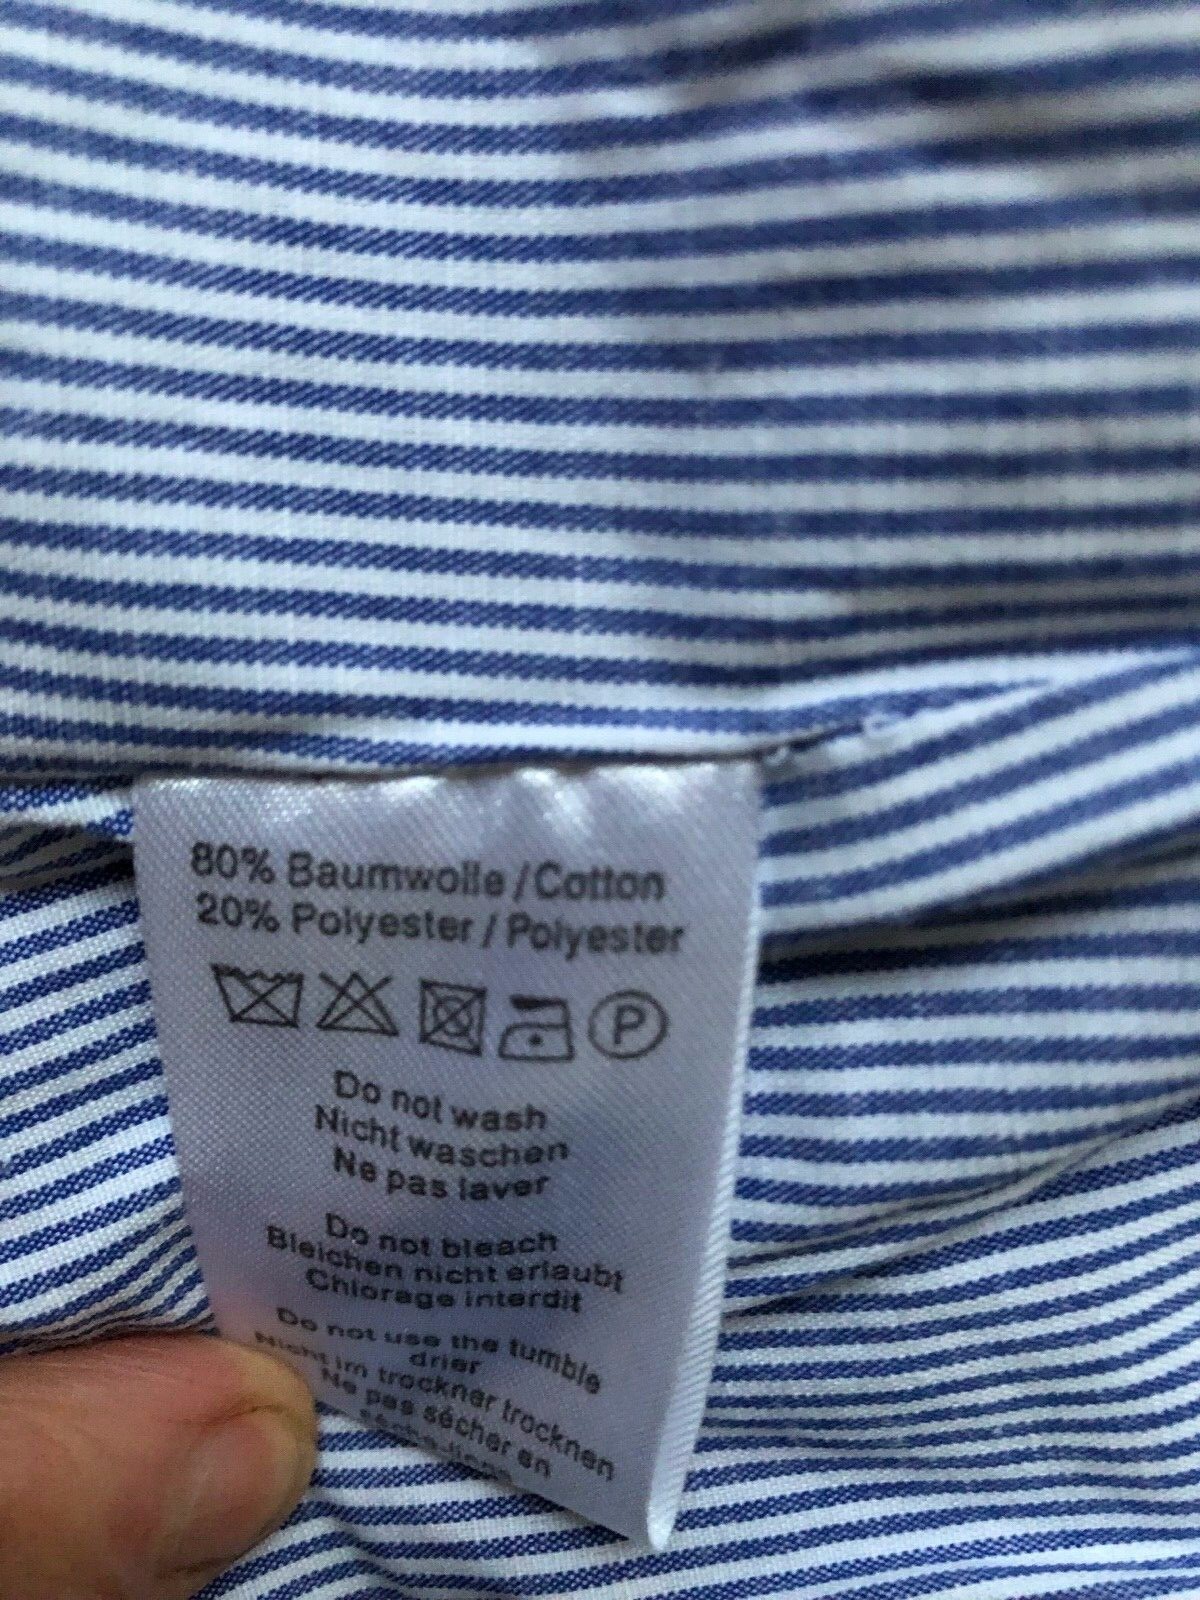 80% Baumwolle / Cotton
20% Polyester / Polyester
P
Do not wash
Nicht waschen
Ne pas laver
Do not bleach
Bleichen nicht erlaubt
Chlorage interdit
Do not use the tumble
drier
Nicht im trockner trocknen
Ne pas sécher en